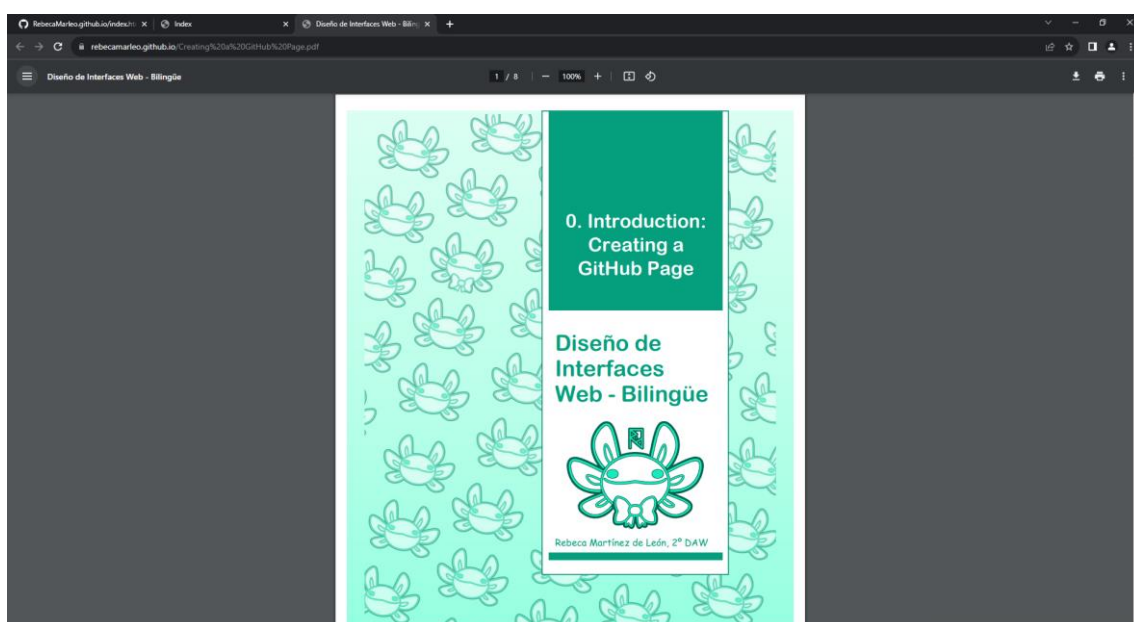 RebecaMarleo.github.io/index.ht
Index
Diseño de Interfaces Web - Biling
rebecamarleo.github.io/Creating%20a%20GitHub%20Page.pdf
Diseño de Interfaces Web - Bilingüe
1 / 8
100%
0. Introduction:
Creating a
GitHub Page
Diseño de
Interfaces
Web - Bilingüe
Rebeca Martínez de León, 2º DAW